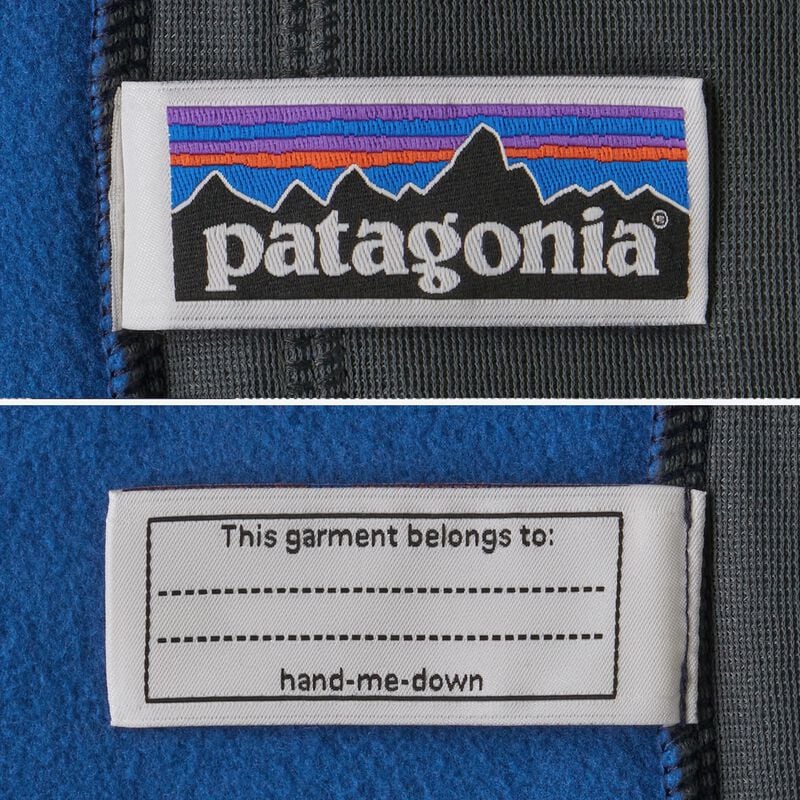 patagonia®
This garment belongs to:
hand-me-down